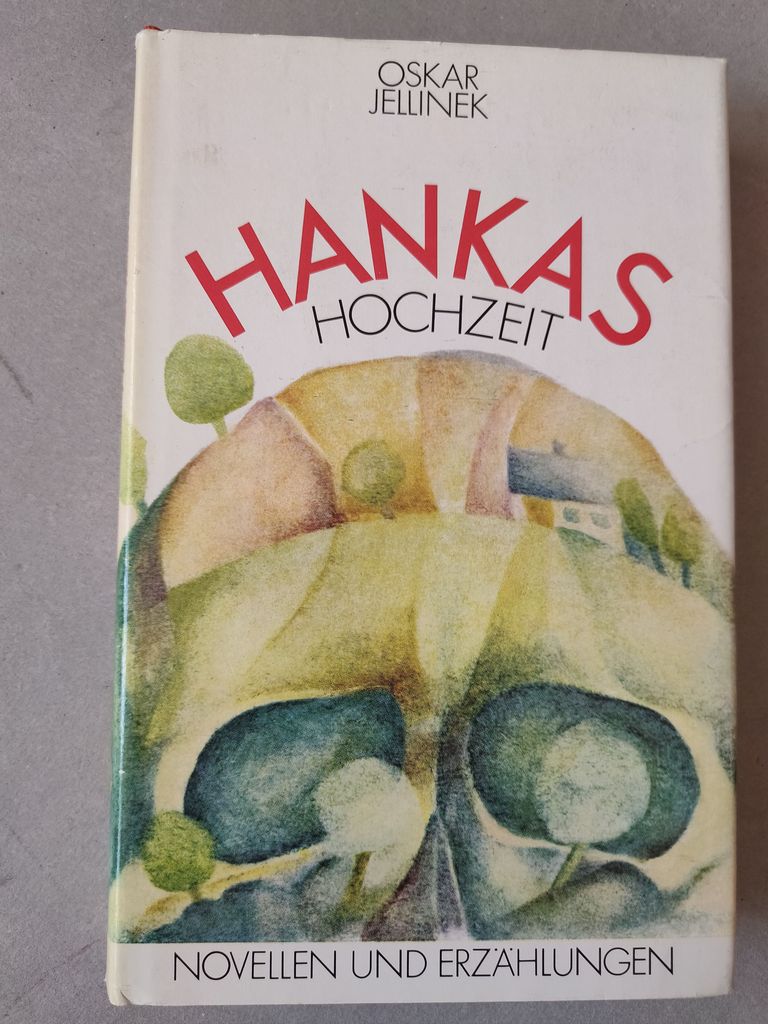 OSKAR
JELLINEK
HANKAS
HOCHZEIT
NOVELLEN UND ERZÄHLUNGEN